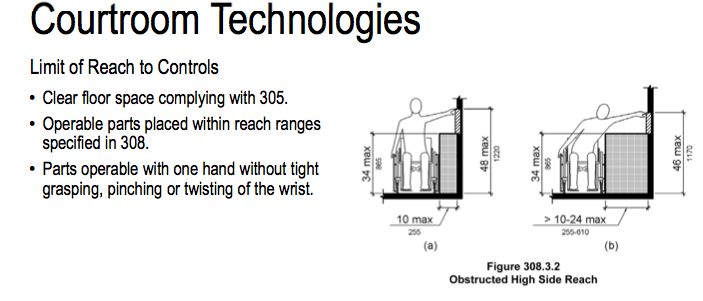 Courtroom Technologies
Limit of Reach to Controls
• Clear floor space complying with 305.
• Operable parts placed within reach ranges
specified in 308.
• Parts operable with one hand without tight
grasping, pinching or twisting of the wrist.
34 max
865
48 max
1220
10 max
255
(a)
34 max
865
46 max
1170
> 10-24 max
255-610
(b)
Figure 308.3.2
Obstructed High Side Reach